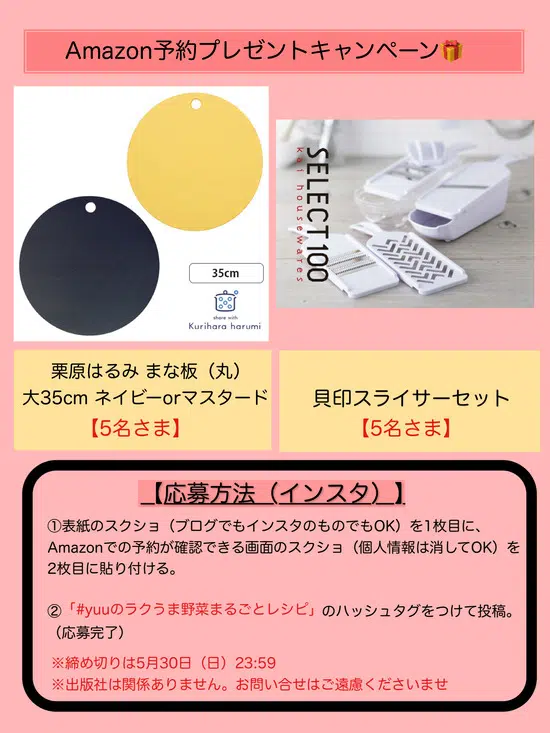 Amazon予約プレゼントキャンペーン🎁
35cm
share with
Kurihara harumi
SELECT100
kai housewares
栗原はるみ まな板（丸）
大35cm ネイビーorマスタード
【5名さま】
貝印スライサーセット
【5名さま】
【応募方法（インスタ）】
①表紙のスクショ（ブログでもインスタのものでもOK）を1枚目に、
Amazonでの予約が確認できる画面のスクショ（個人情報は消してOK）を
2枚目に貼り付ける。
②「#yuuのラクうま野菜まるごとレシピ」のハッシュタグをつけて投稿。
（応募完了）
※締め切りは5月30日（日）23:59
※出版社は関係ありません。お問い合せはご遠慮くださいませ